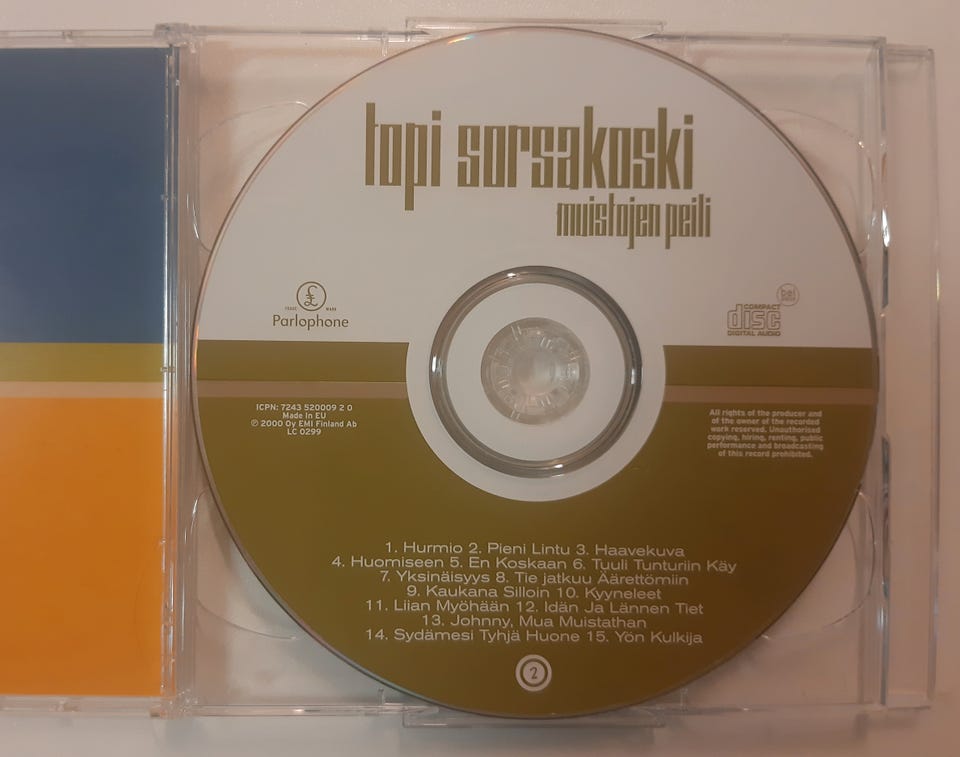 topi sorsakoski
muistojen peili
£
TRADE MARK
Parlophone
biel
COMPACT
disc
DIGITAL AUDIO
ICPN: 7243 520009 2 0
Made In EU
℗ 2000 Oy EMI Finland Ab
LC 0299
All rights of the producer and
of the owner of the recorded
work reserved. Unauthorised
copying, hiring, renting, public
performance and broadcasting
of this record prohibited.
1. Hurmio 2. Pieni Lintu 3. Haavekuva
4. Huomiseen 5. En Koskaan 6. Tuuli Tunturiin Käy
7. Yksinäisyys 8. Tie jatkuu Äärettömiin
9. Kaukana Silloin 10. Kyyneleet
11. Liian Myöhään 12. Idän Ja Lännen Tiet
13. Johnny, Mua Muistathan
14. Sydämesi Tyhjä Huone 15. Yön Kulkija
2